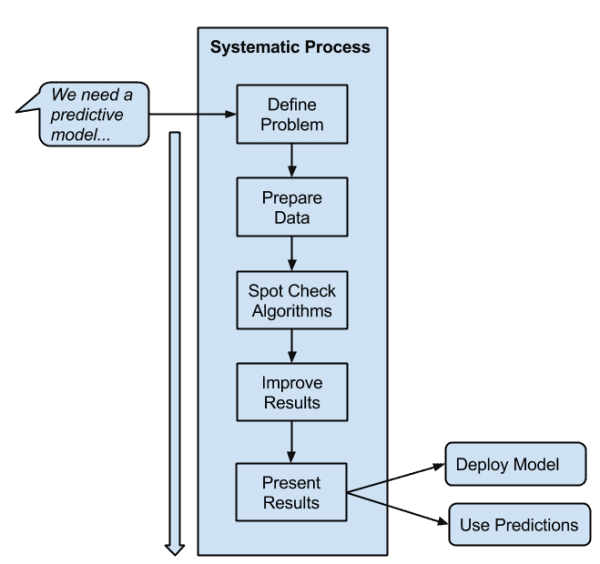 Systematic Process
We need a
predictive
model...
Define
Problem
Prepare
Data
Spot Check
Algorithms
Improve
Results
Present
Results
Deploy Model
Use Predictions